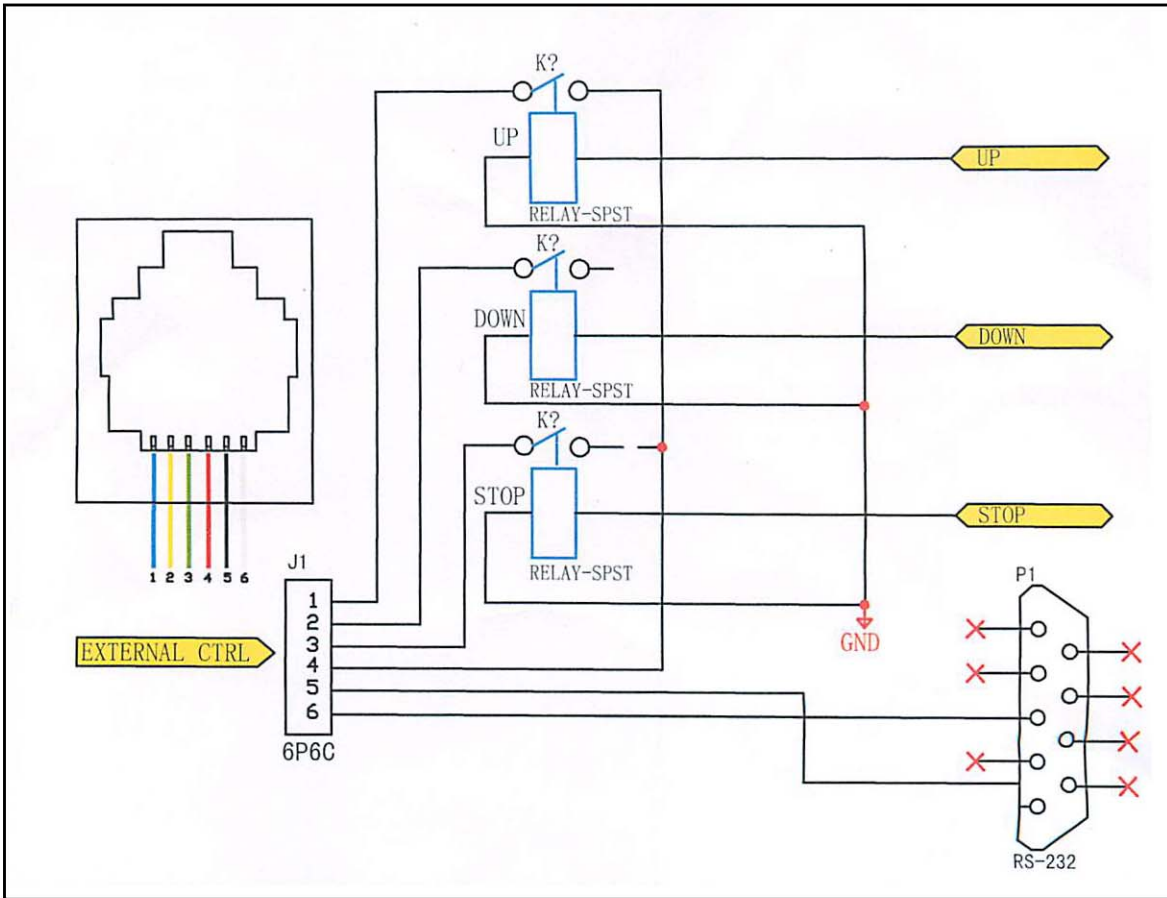 K?
UP
UP
RELAY-SPST
K?
DOWN
DOWN
RELAY-SPST
K?
STOP
STOP
RELAY-SPST
1 2 3 4 5 6
J1
1
2
3
4
5
6
6P6C
EXTERNAL CTRL
GND
P1
RS-232